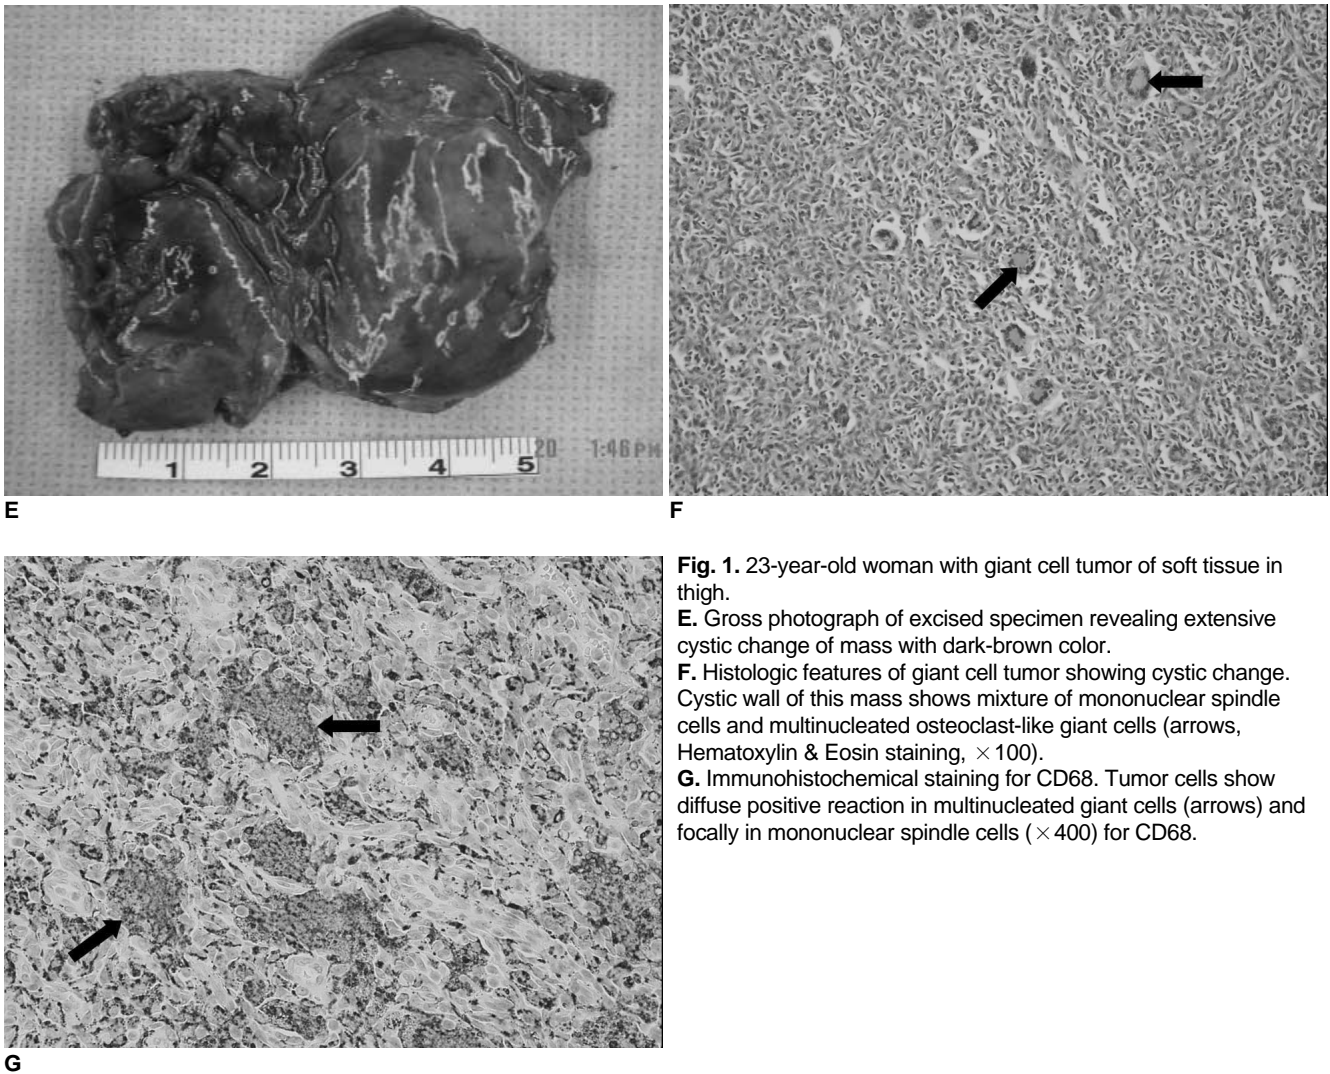 1 2 3 4 5
20 1:46 PM
E
F
G
Fig. 1. 23-year-old woman with giant cell tumor of soft tissue in
thigh.
E. Gross photograph of excised specimen revealing extensive
cystic change of mass with dark-brown color.
F. Histologic features of giant cell tumor showing cystic change.
Cystic wall of this mass shows mixture of mononuclear spindle
cells and multinucleated osteoclast-like giant cells (arrows,
Hematoxylin & Eosin staining, ×100).
G. Immunohistochemical staining for CD68. Tumor cells show
diffuse positive reaction in multinucleated giant cells (arrows) and
focally in mononuclear spindle cells (×400) for CD68.